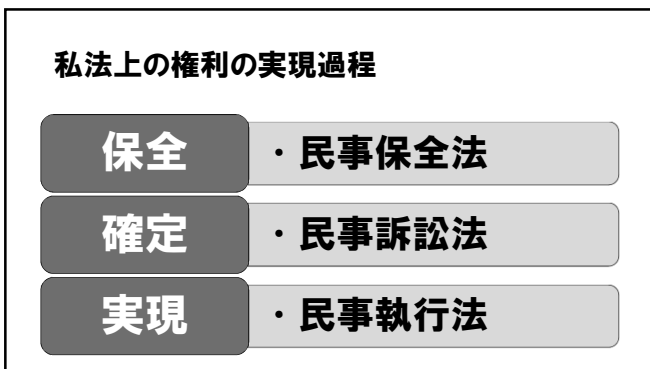 私法上の権利の実現過程
保全
・民事保全法
確定
・民事訴訟法
実現
・民事執行法